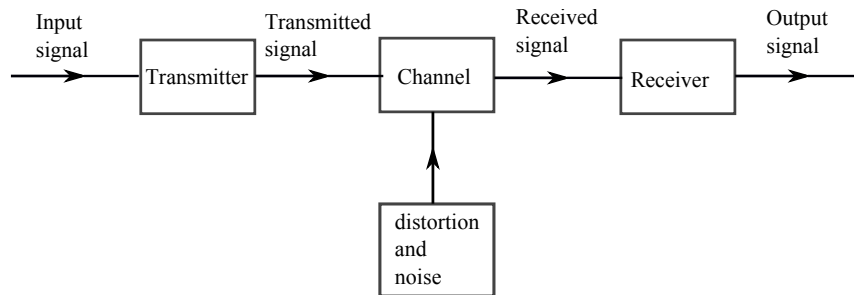 Input
signal
Transmitter
Transmitted
signal
Channel
Received
signal
Receiver
Output
signal
distortion
and
noise